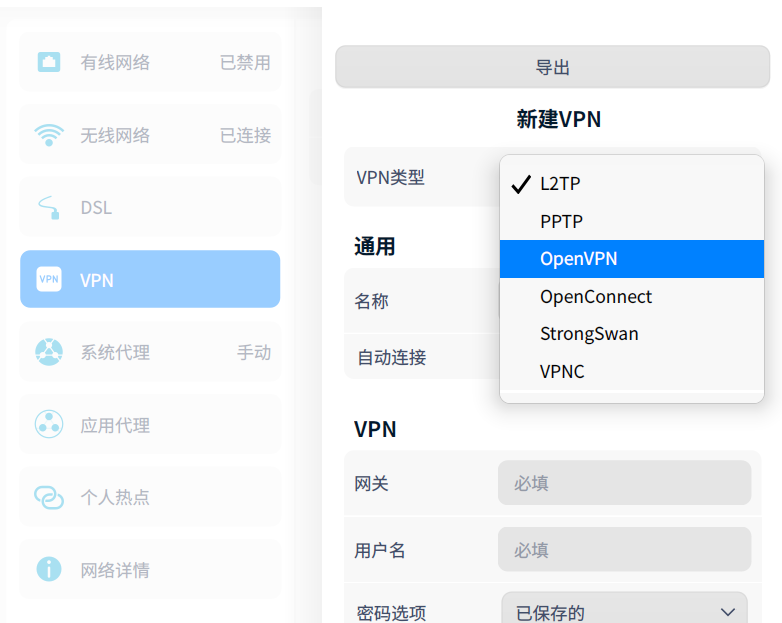 有线网络 已禁用
无线网络 已连接
DSL
VPN VPN
系统代理 手动
应用代理
个人热点
网络详情
导出
新建VPN
VPN类型
L2TP
PPTP
OpenVPN
OpenConnect
StrongSwan
VPNC
通用
名称
自动连接
VPN
网关 必填
用户名 必填
密码选项 已保存的